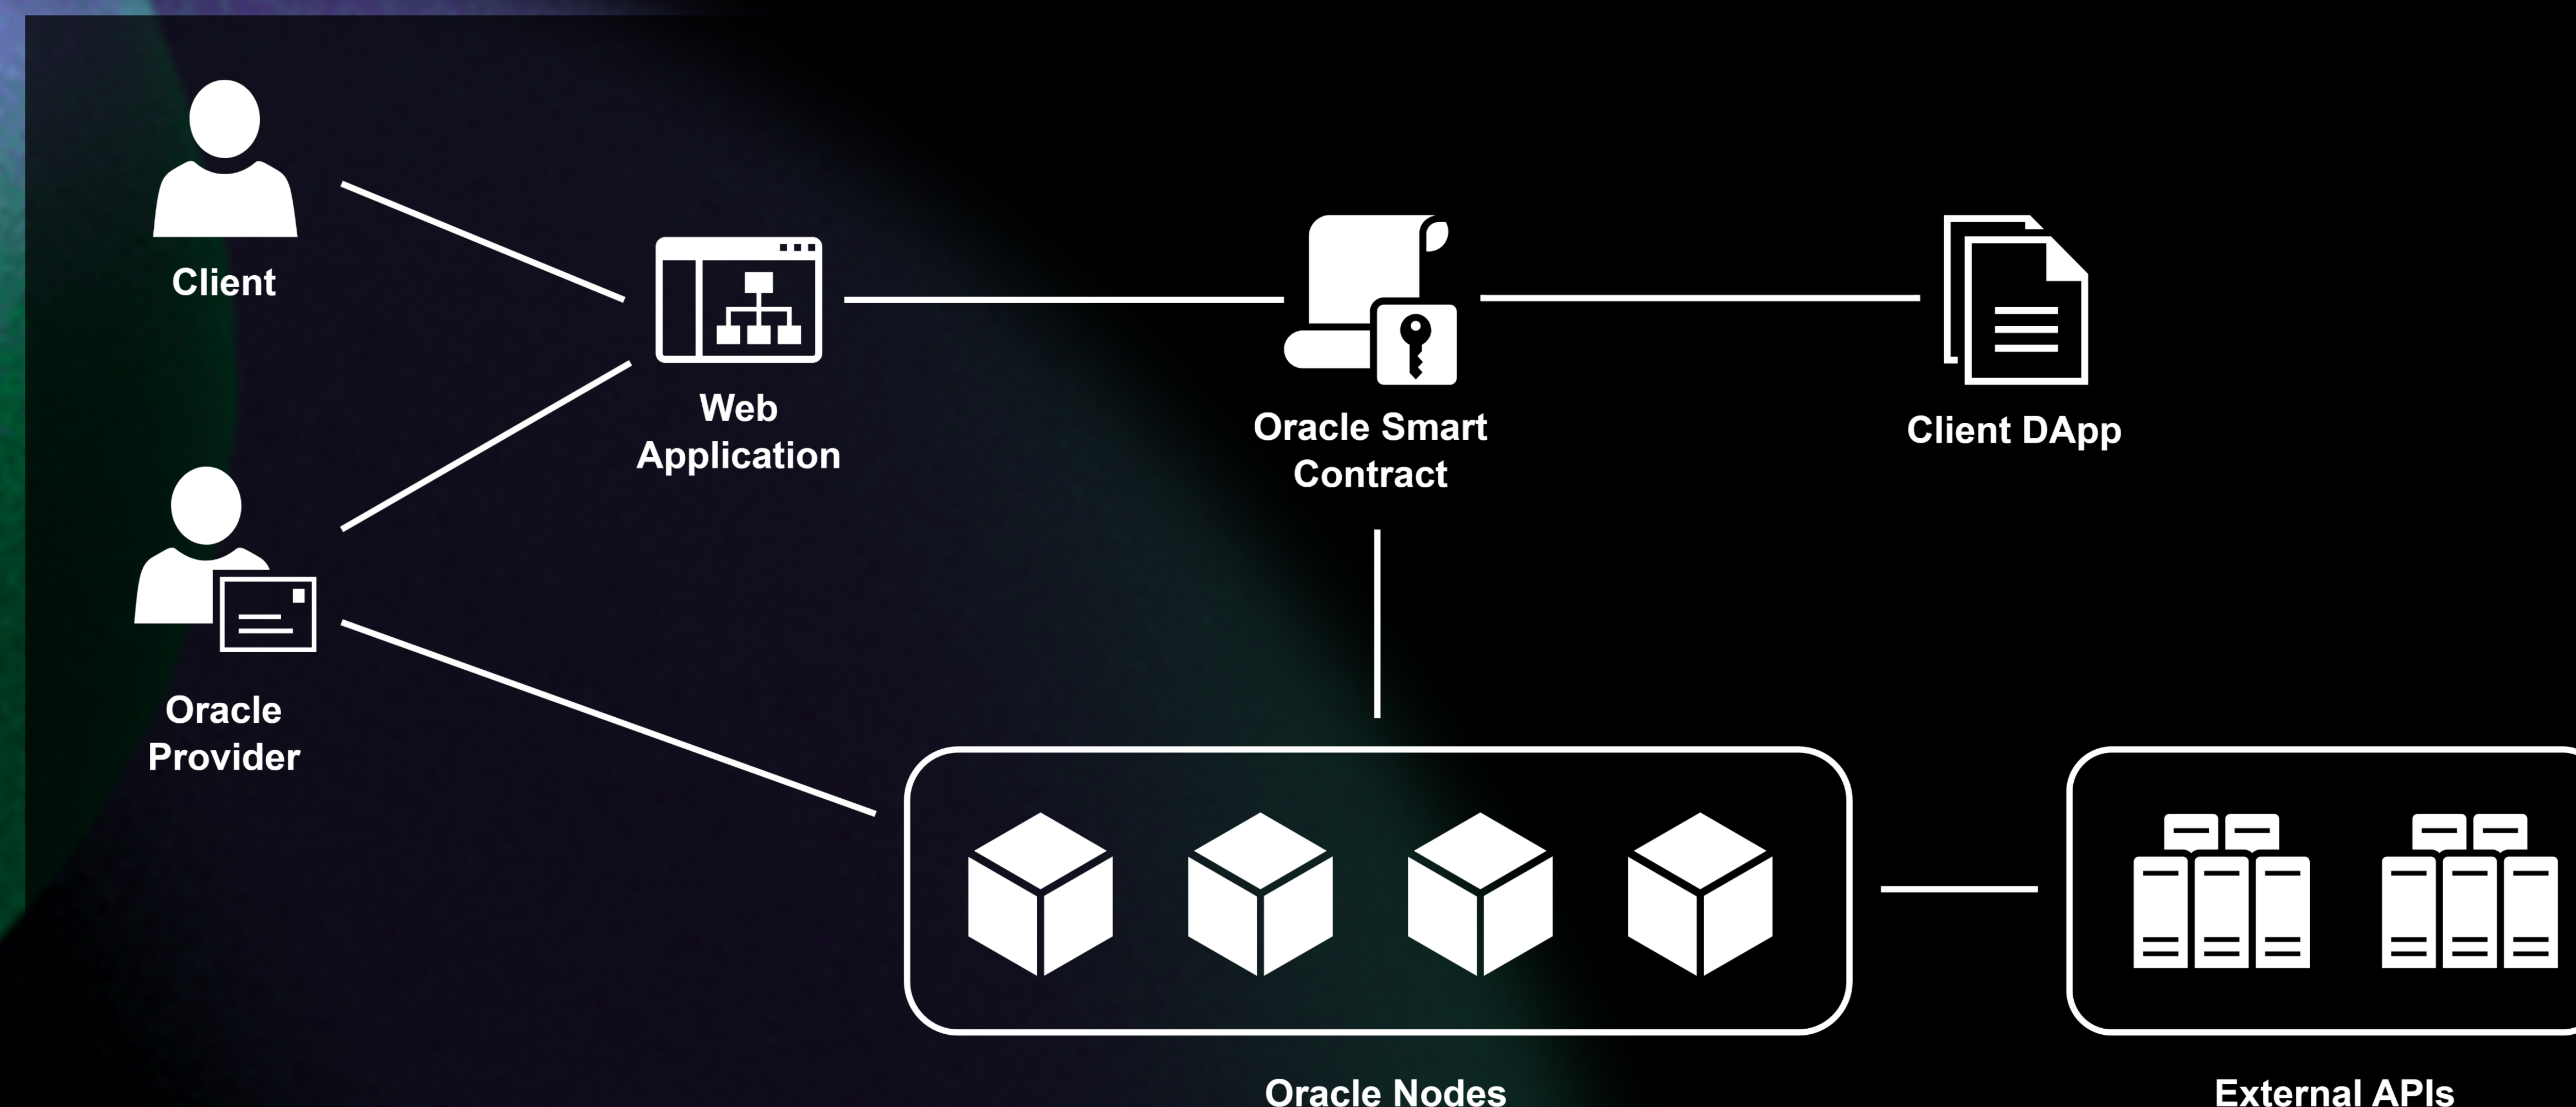 Client
Web
Application
Oracle Smart
Contract
Client DApp
Oracle
Provider
Oracle Nodes
External APIs